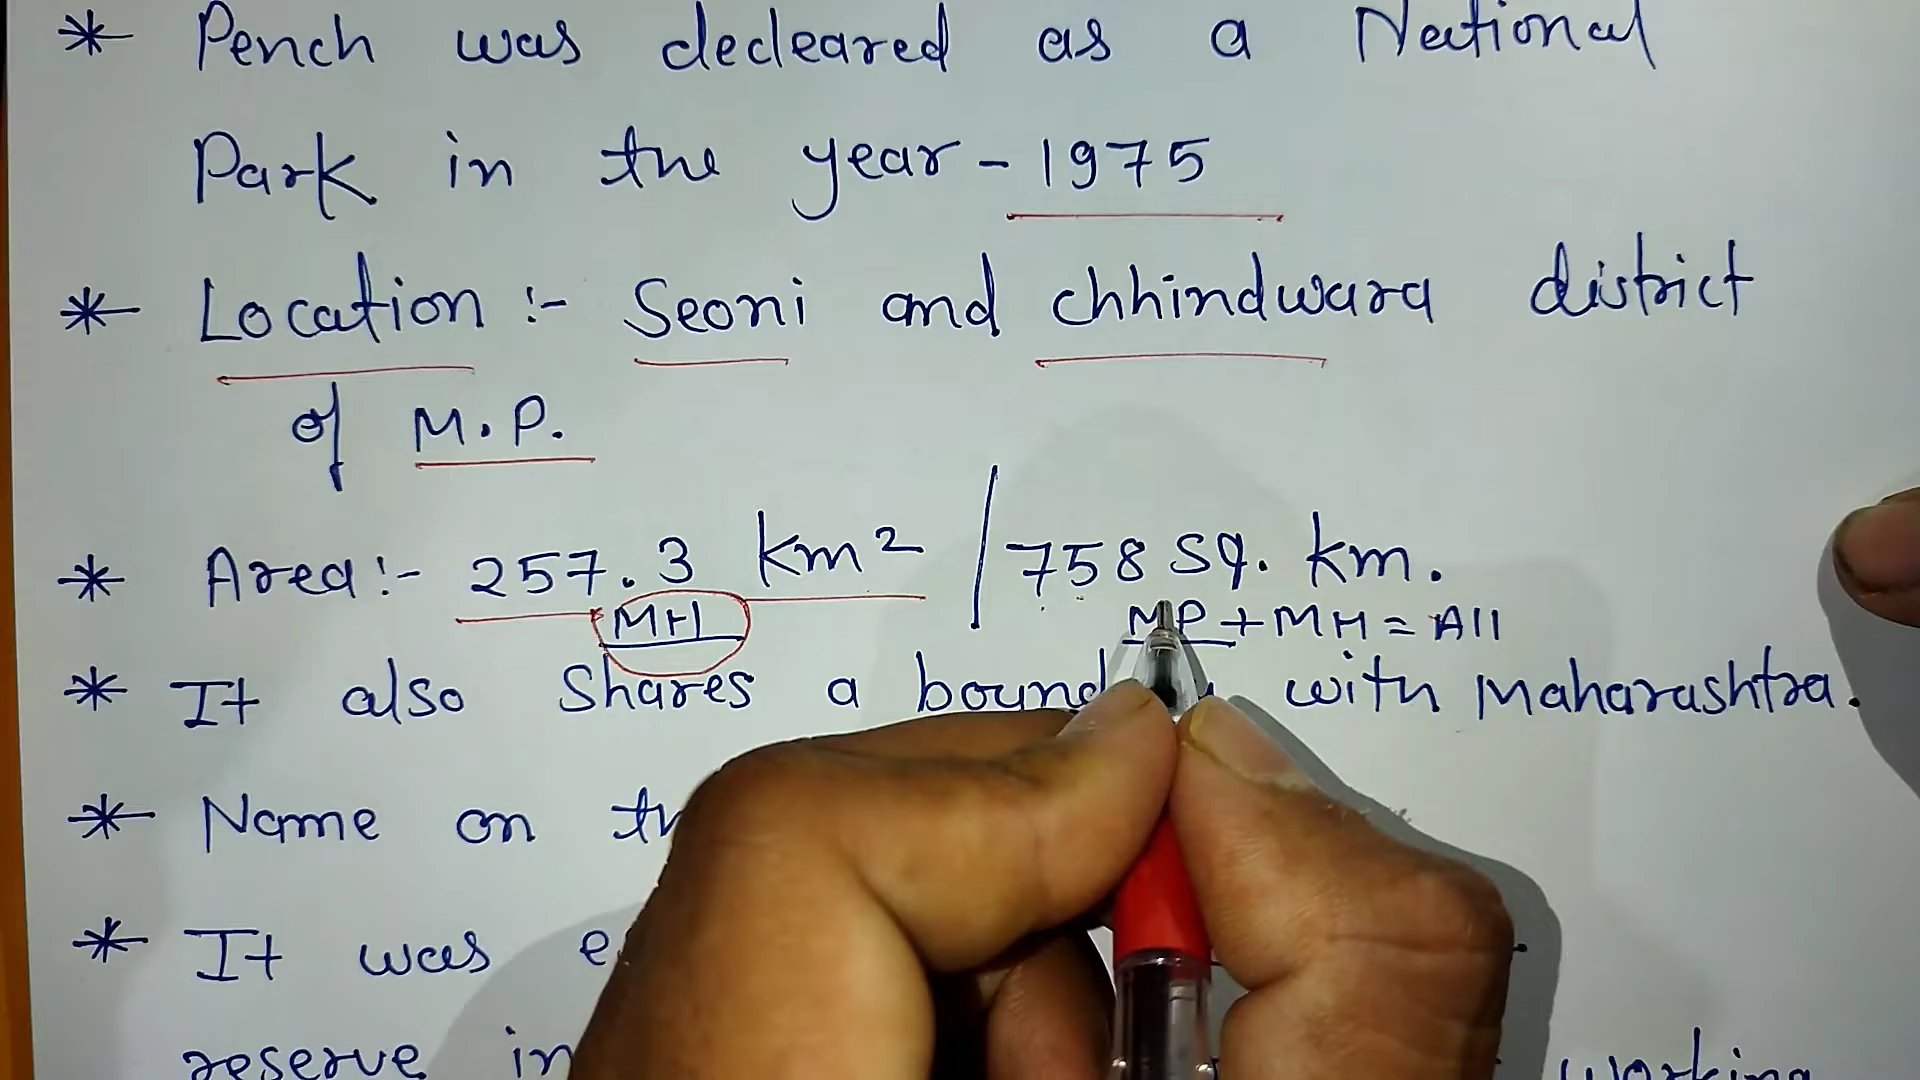 * Pench was decleared as a National
Park in the year - 1975
* Location :- Seoni and chhindwara district
of M.P.
* Area :- 257.3 km² / 758 sq. km.
MH MP + MH = All
* It also shares a with Maharashtra.
* Name on
* It was
reserve in working